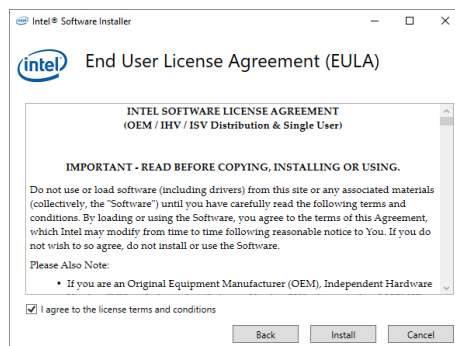 intel Intel® Software Installer
intel End User License Agreement (EULA)
INTEL SOFTWARE LICENSE AGREEMENT
(OEM / IHV / ISV Distribution & Single User)
IMPORTANT - READ BEFORE COPYING, INSTALLING OR USING.
Do not use or load software (including drivers) from this site or any associated materials
(collectively, the "Software") until you have carefully read the following terms and
conditions. By loading or using the Software, you agree to the terms of this Agreement,
which Intel may modify from time to time following reasonable notice to You. If you do
not wish to so agree, do not install or use the Software.
Please Also Note:
• If you are an Original Equipment Manufacturer (OEM), Independent Hardware
I agree to the license terms and conditions
Back Install Cancel